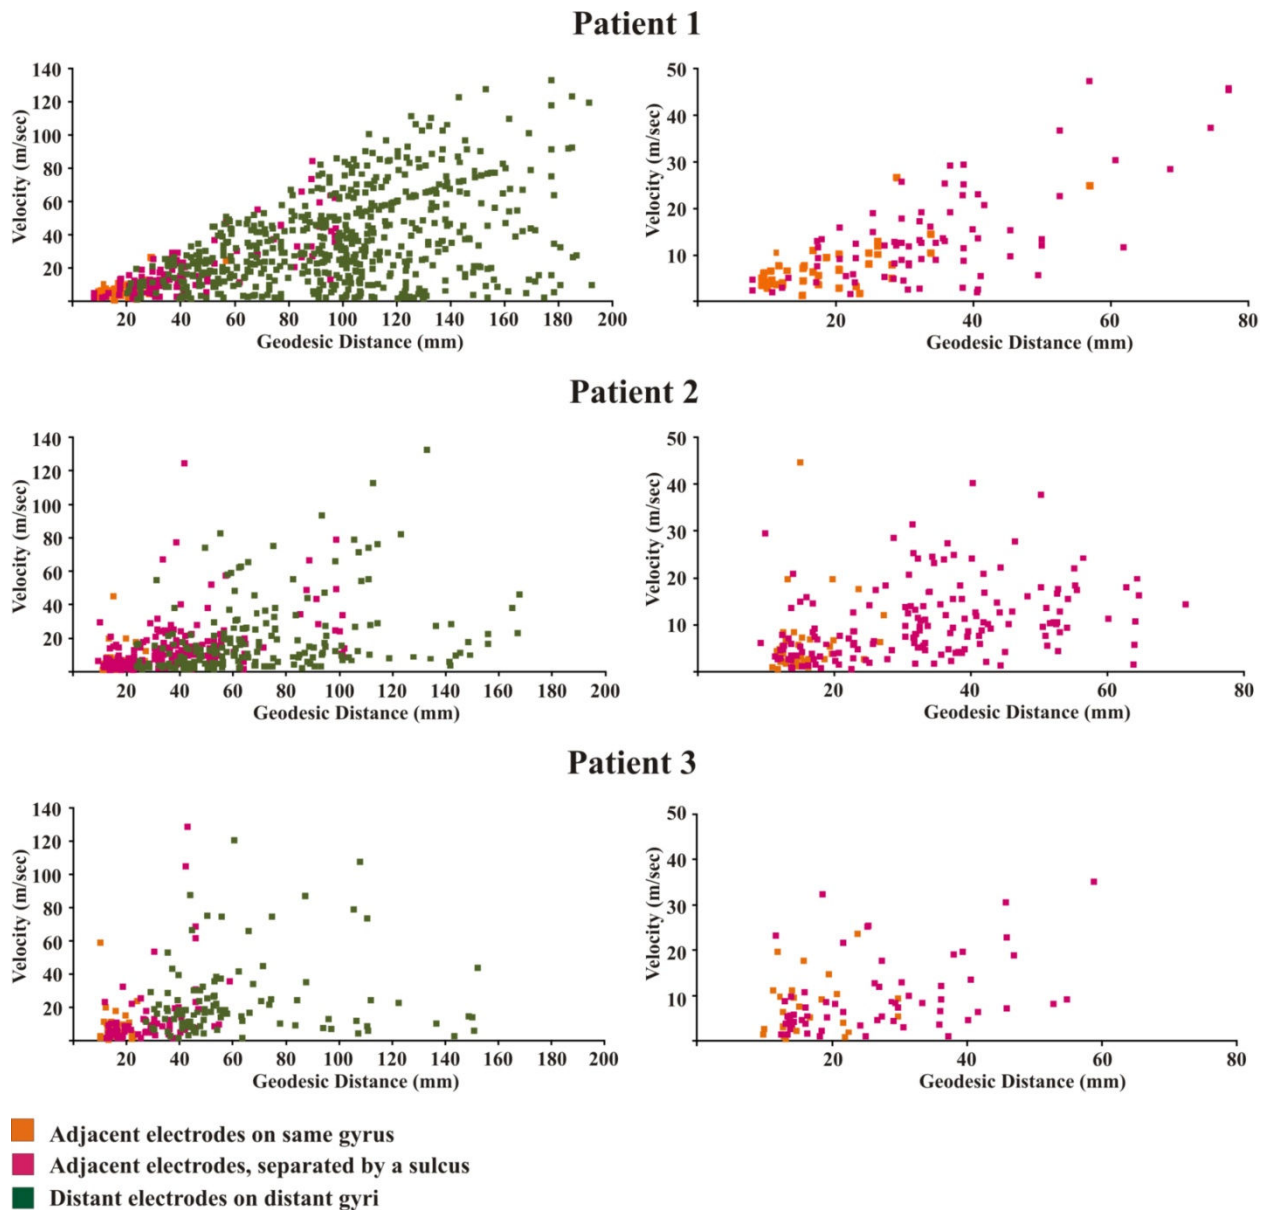 Patient 1
140
120
100
80
60
40
20
Velocity (m/sec)
20 40 60 80 100 120 140 160 180 200
Geodesic Distance (mm)
50
40
30
20
10
Velocity (m/sec)
20 40 60 80
Geodesic Distance (mm)
Patient 2
140
120
100
80
60
40
20
Velocity (m/sec)
20 40 60 80 100 120 140 160 180 200
Geodesic Distance (mm)
50
40
30
20
10
Velocity (m/sec)
20 40 60 80
Geodesic Distance (mm)
Patient 3
140
120
100
80
60
40
20
Velocity (m/sec)
20 40 60 80 100 120 140 160 180 200
Geodesic Distance (mm)
50
40
30
20
10
Velocity (m/sec)
20 40 60 80
Geodesic Distance (mm)
Adjacent electrodes on same gyrus
Adjacent electrodes, separated by a sulcus
Distant electrodes on distant gyri